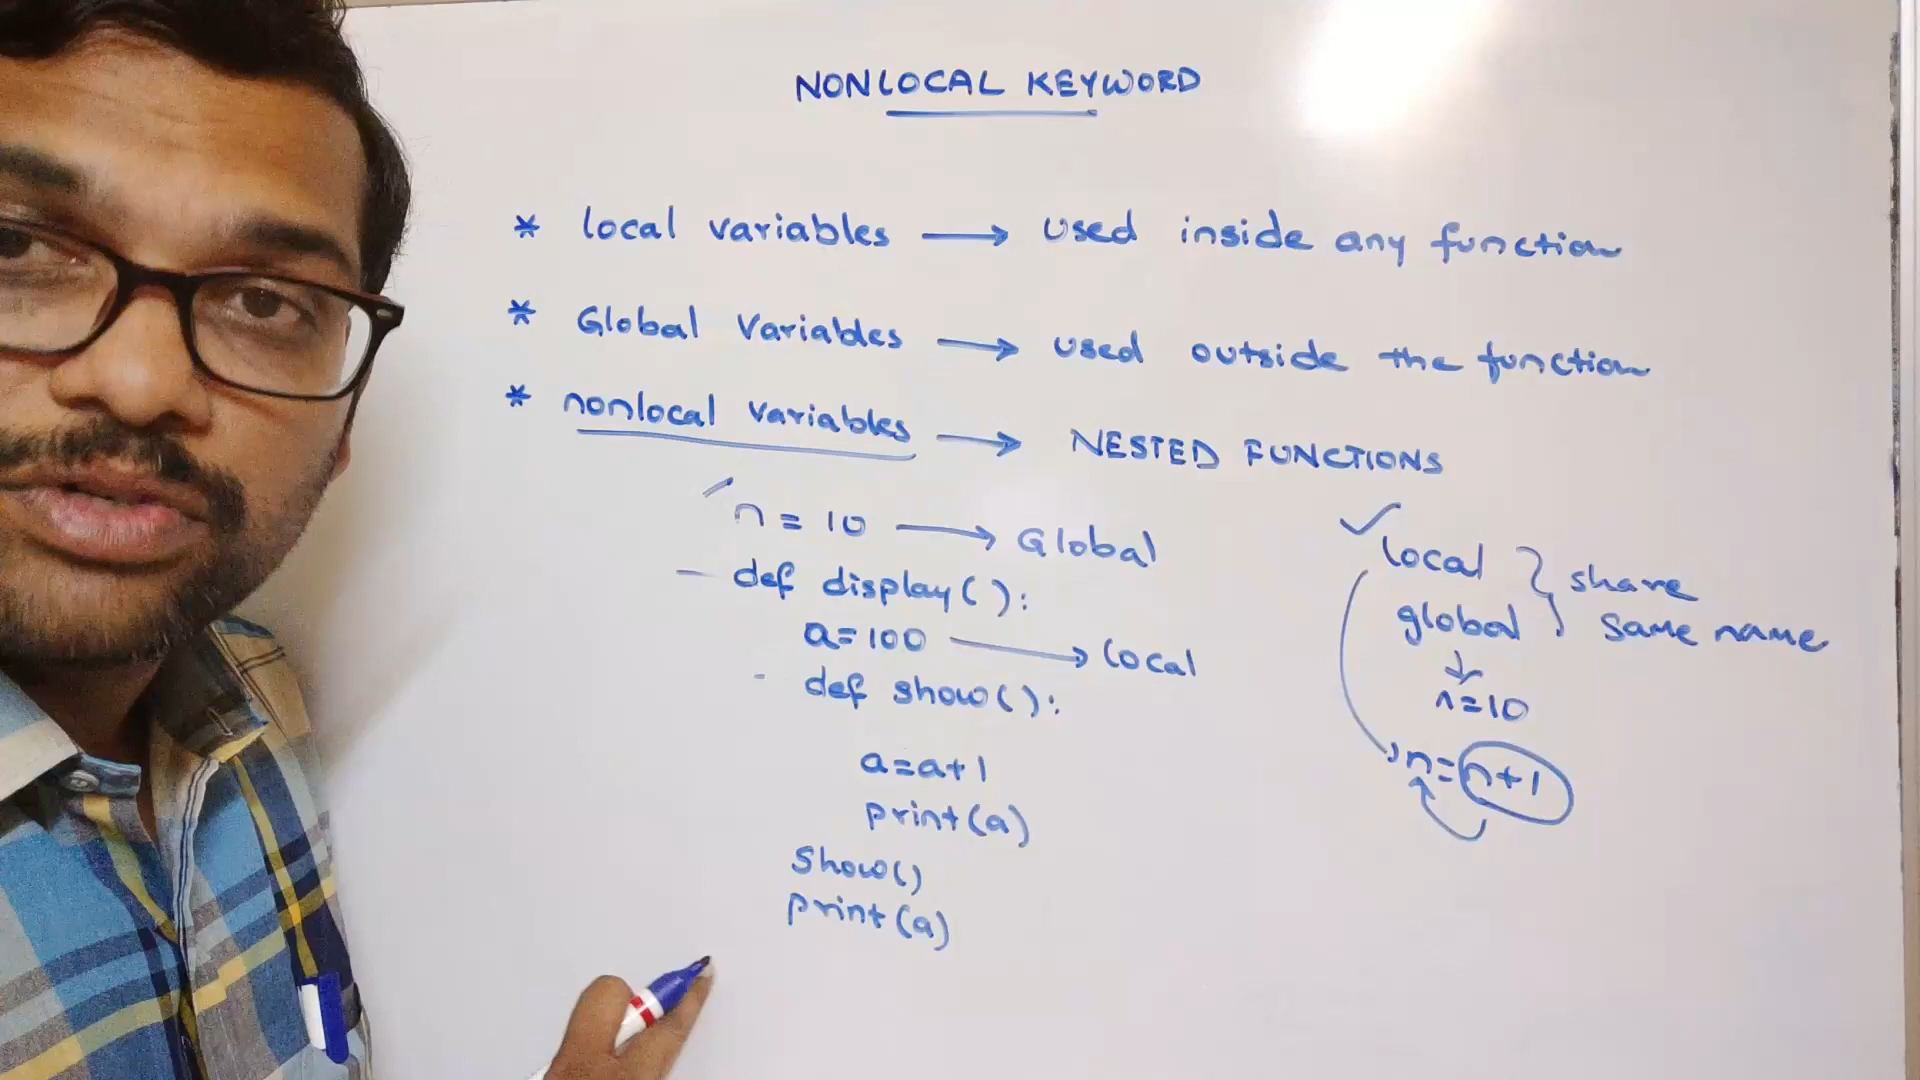 NONLOCAL KEYWORD
* local variables → used inside any function
* Global Variables → used outside the function
* nonlocal variables → NESTED FUNCTIONS
n = 10 → Global
- def display():
a=100 → local
- def show():
a=a+1
print(a)
show()
print(a)
✓ local } share
global } same name
↓
n=10
n=n+1